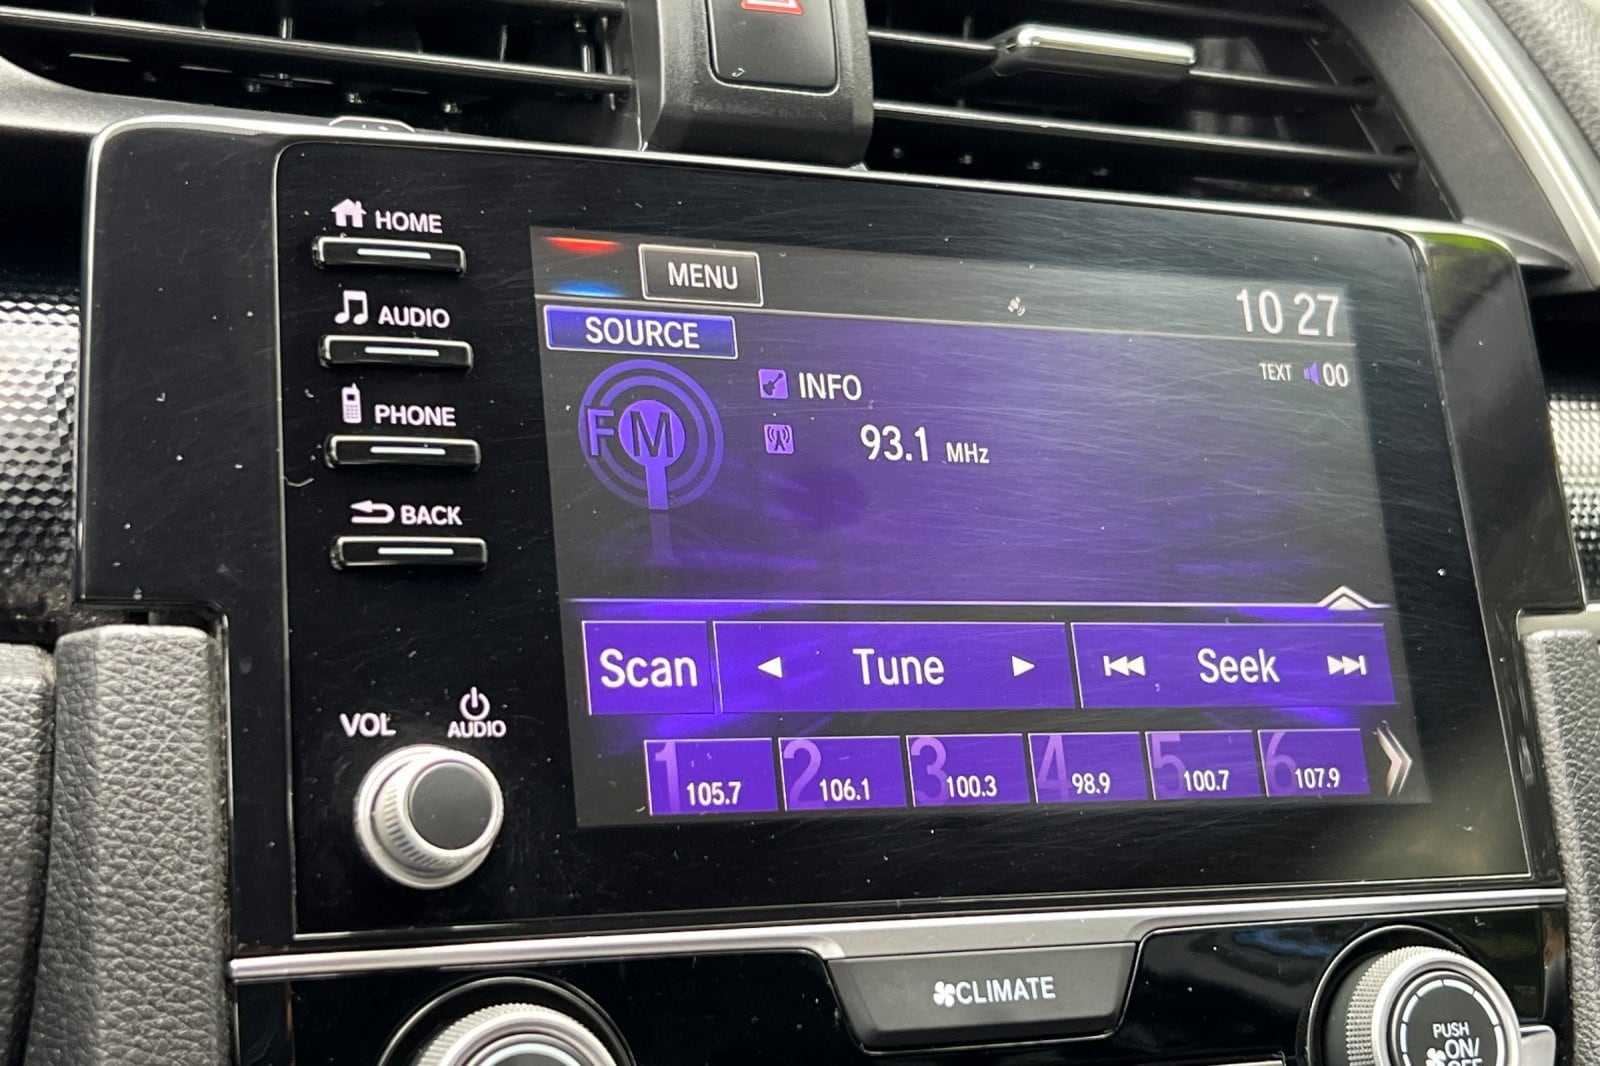 HOME
AUDIO
PHONE
BACK
VOL
AUDIO
MENU
10 27
SOURCE
TEXT 00
FM
INFO
93.1 MHz
Scan
Tune
Seek
1 105.7
2 106.1
3 100.3
4 98.9
5 100.7
6 107.9
CLIMATE
PUSH
ON/
OFF